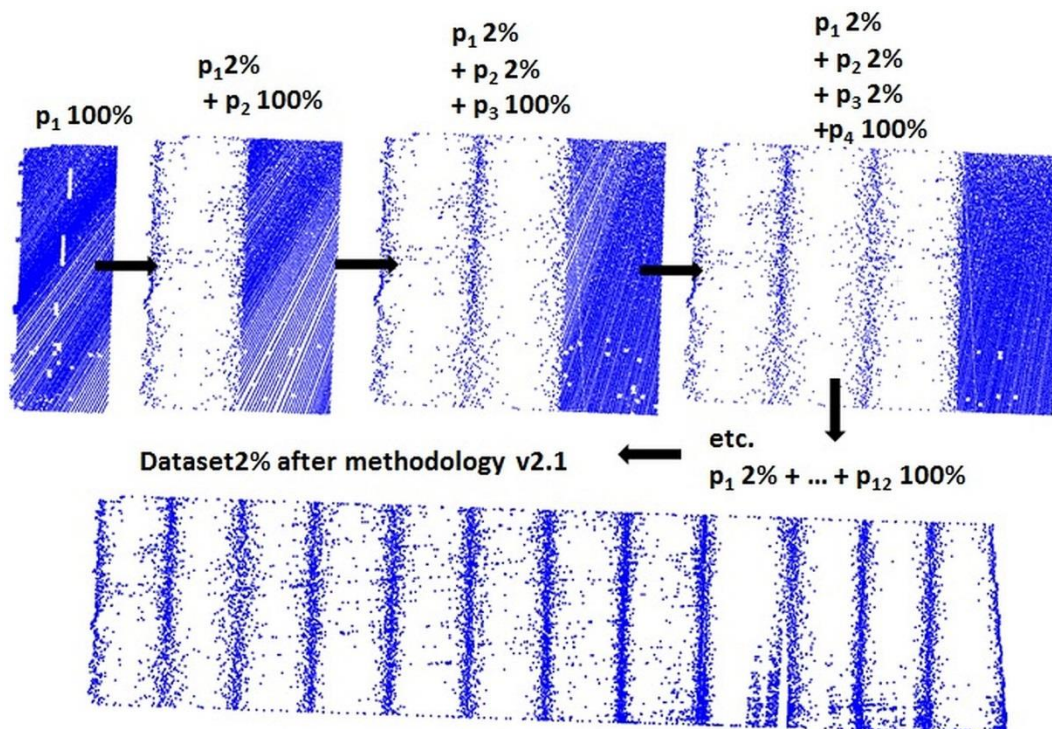 p₁ 100%
p₁2%
+ p₂ 100%
p₁ 2%
+ p₂ 2%
+ p₃ 100%
p₁ 2%
+ p₂ 2%
+ p₃ 2%
+p₄ 100%
etc.
p₁ 2% + ... + p₁₂ 100%
Dataset2% after methodology v2.1